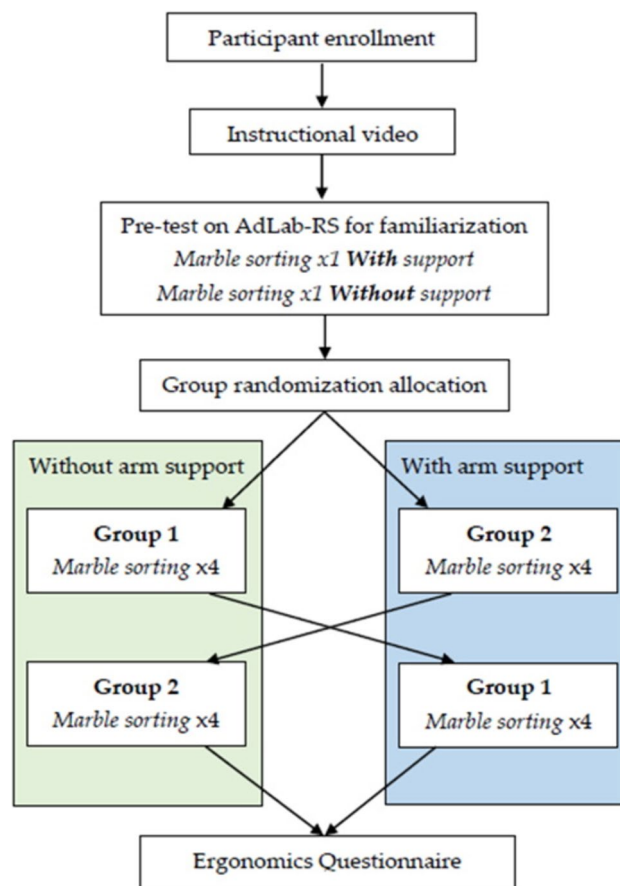 Participant enrollment
Instructional video
Pre-test on AdLab-RS for familiarization
Marble sorting x1 With support
Marble sorting x1 Without support
Group randomization allocation
Without arm support
Group 1
Marble sorting x4
Group 2
Marble sorting x4
With arm support
Group 2
Marble sorting x4
Group 1
Marble sorting x4
Ergonomics Questionnaire